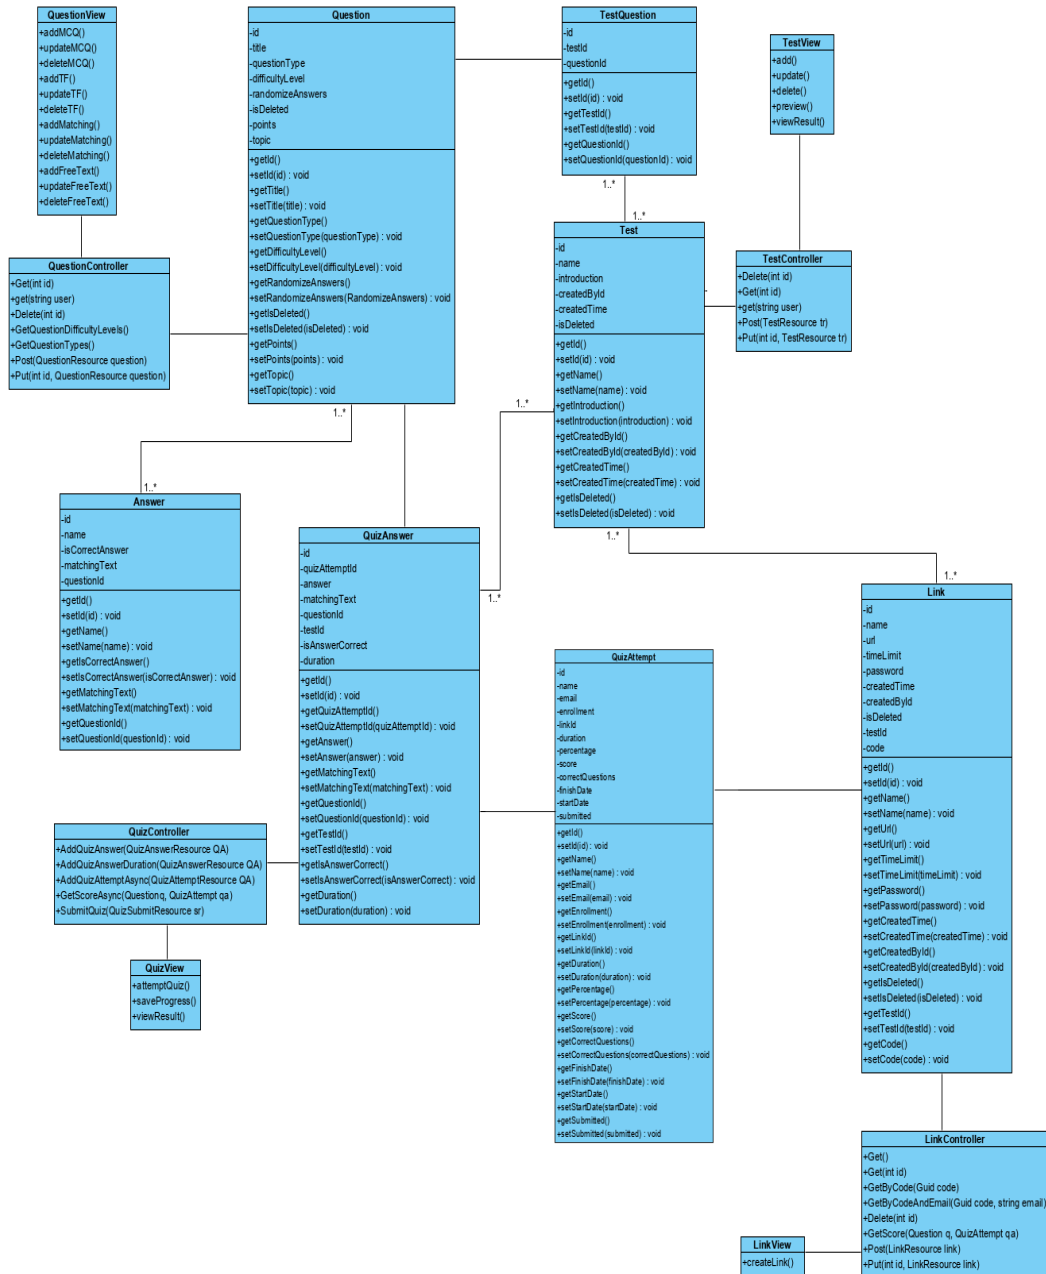 QuestionView
+addMCQ()
+updateMCQ()
+deleteMCQ()
+addTF()
+updateTF()
+deleteTF()
+addMatching()
+updateMatching()
+deleteMatching()
+addFreeText()
+updateFreeText()
+deleteFreeText()
Question
-id
-title
-questionType
-difficultyLevel
-randomizeAnswers
-isDeleted
-points
-topic
+getId()
+setId(id) : void
+getTitle()
+setTitle(title) : void
+getQuestionType()
+setQuestionType(questionType) : void
+getDifficultyLevel()
+setDifficultyLevel(difficultyLevel) : void
+getRandomizeAnswers()
+setRandomizeAnswers(RandomizeAnswers) : void
+getIsDeleted()
+setIsDeleted(isDeleted) : void
+getPoints()
+setPoints(points) : void
+getTopic()
+setTopic(topic) : void
TestQuestion
-id
-testId
-questionId
+getId()
+setId(id) : void
+getTestId()
+setTestId(testId) : void
+getQuestionId()
+setQuestionId(questionId) : void
TestView
+add()
+update()
+delete()
+preview()
+viewResult()
1..*
1..*
QuestionController
+Get(int id)
+get(string user)
+Delete(int id)
+GetQuestionDifficultyLevels()
+GetQuestionTypes()
+Post(QuestionResource question)
+Put(int id, QuestionResource question)
Test
-id
-name
-introduction
-createdById
-createdTime
-isDeleted
+getId()
+setId(id) : void
+getName()
+setName(name) : void
+getIntroduction()
+setIntroduction(introduction) : void
+getCreatedById()
+setCreatedById(createdById) : void
+getCreatedTime()
+setCreatedTime(createdTime) : void
+getIsDeleted()
+setIsDeleted(isDeleted) : void
TestController
+Delete(int id)
+Get(int id)
+get(string user)
+Post(TestResource tr)
+Put(int id, TestResource tr)
1..*
1..*
1..*
1..*
1..*
1..*
Answer
-id
-name
-isCorrectAnswer
-matchingText
-questionId
+getId()
+setId(id) : void
+getName()
+setName(name) : void
+getIsCorrectAnswer()
+setIsCorrectAnswer(isCorrectAnswer) : void
+getMatchingText()
+setMatchingText(matchingText) : void
+getQuestionId()
+setQuestionId(questionId) : void
QuizAnswer
-id
-quizAttemptId
-answer
-matchingText
-questionId
-testId
-isAnswerCorrect
-duration
+getId()
+setId(id) : void
+getQuizAttemptId()
+setQuizAttemptId(quizAttemptId) : void
+getAnswer()
+setAnswer(answer) : void
+getMatchingText()
+setMatchingText(matchingText) : void
+getQuestionId()
+setQuestionId(questionId) : void
+getTestId()
+setTestId(testId) : void
+getIsAnswerCorrect()
+setIsAnswerCorrect(isAnswerCorrect) : void
+getDuration()
+setDuration(duration) : void
QuizAttempt
-id
-name
-email
-enrollment
-linkId
-duration
-percentage
-score
-correctQuestions
-finishDate
-startDate
-submitted
+getId()
+setId(id) : void
+getName()
+setName(name) : void
+getEmail()
+setEmail(email) : void
+getEnrollment()
+setEnrollment(enrollment) : void
+getLinkId()
+setLinkId(linkId) : void
+getDuration()
+setDuration(duration) : void
+getPercentage()
+setPercentage(percentage) : void
+getScore()
+setScore(score) : void
+getCorrectQuestions()
+setCorrectQuestions(correctQuestions) : void
+getFinishDate()
+setFinishDate(finishDate) : void
+getStartDate()
+setStartDate(startDate) : void
+getSubmitted()
+setSubmitted(submitted) : void
Link
-id
-name
-url
-timeLimit
-password
-createdTime
-createdById
-isDeleted
-testId
-code
+getId()
+setId(id) : void
+getName()
+setName(name) : void
+getUrl()
+setUrl(url) : void
+getTimeLimit()
+setTimeLimit(timeLimit) : void
+getPassword()
+setPassword(password) : void
+getCreatedTime()
+setCreatedTime(createdTime) : void
+getCreatedById()
+setCreatedById(createdById) : void
+getIsDeleted()
+setIsDeleted(isDeleted) : void
+getTestId()
+setTestId(testId) : void
+getCode()
+setCode(code) : void
QuizController
+AddQuizAnswer(QuizAnswerResource QA)
+AddQuizAnswerDuration(QuizAnswerResource QA)
+AddQuizAttemptAsync(QuizAttemptResource QA)
+GetScoreAsync(Questionq, QuizAttempt qa)
+SubmitQuiz(QuizSubmitResource sr)
QuizView
+attemptQuiz()
+saveProgress()
+viewResult()
LinkController
+Get()
+Get(int id)
+GetByCode(Guid code)
+GetByCodeAndEmail(Guid code, string email)
+Delete(int id)
+GetScore(Question q, QuizAttempt qa)
+Post(LinkResource link)
+Put(int id, LinkResource link)
LinkView
+createLink()